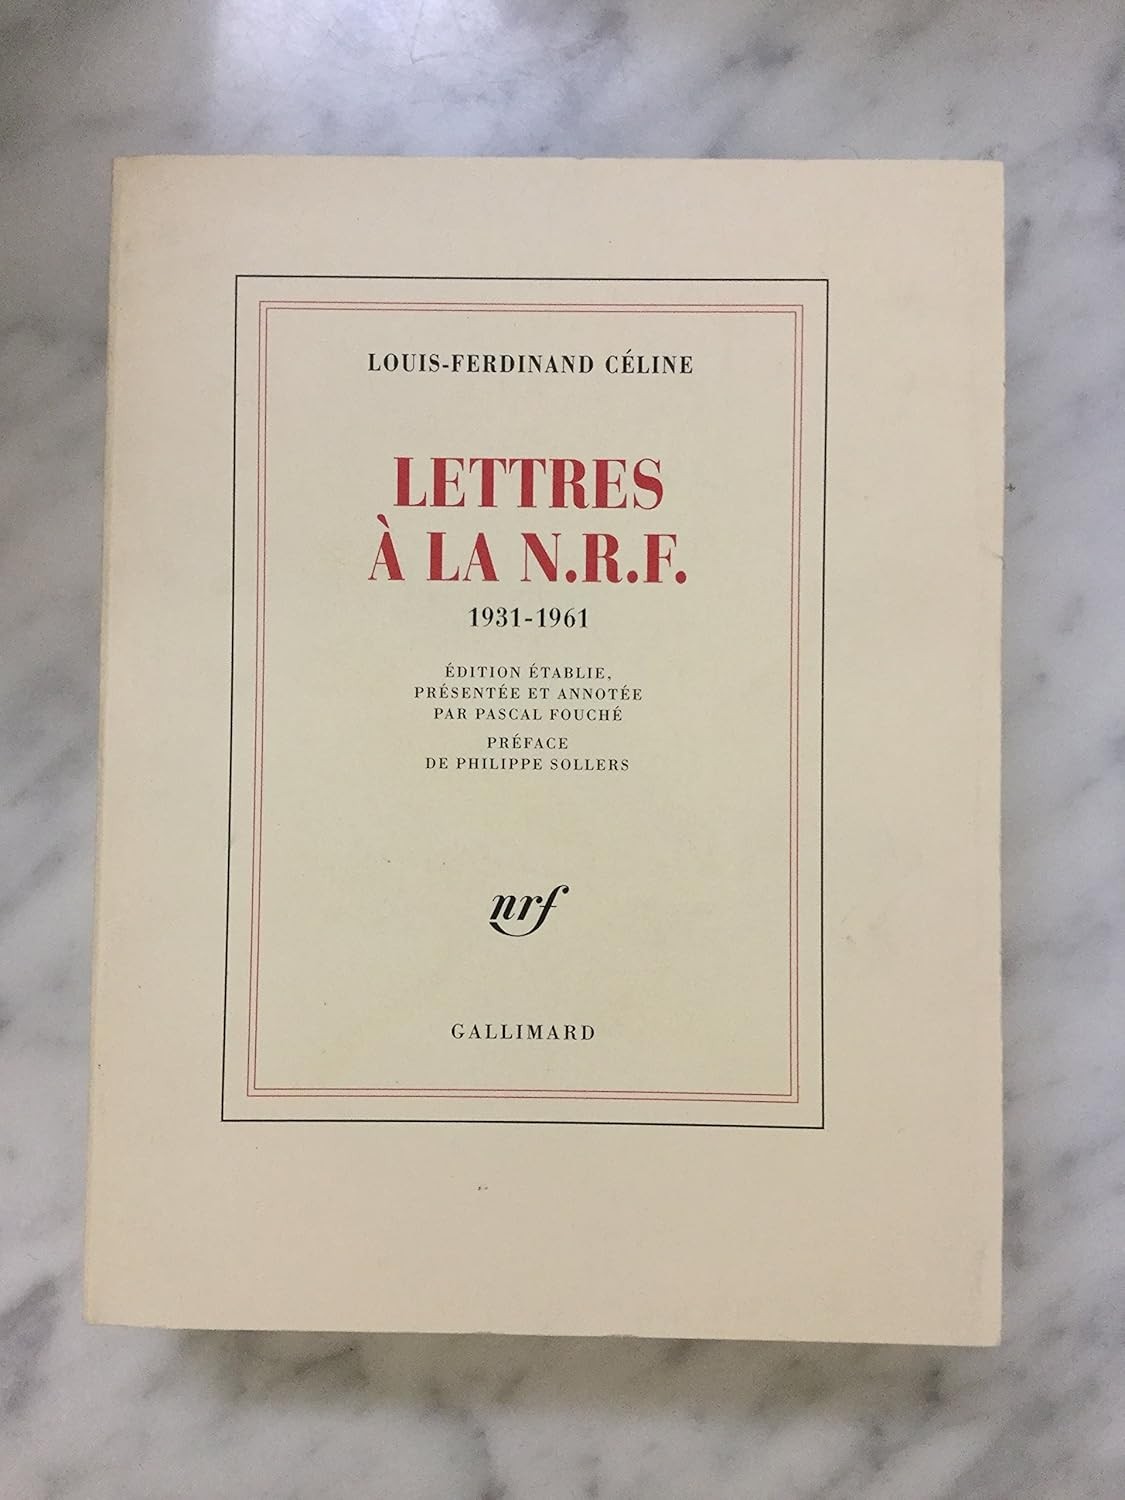 LOUIS-FERDINAND CÉLINE
LETTRES
À LA N.R.F.
1931-1961
ÉDITION ÉTABLIE,
PRÉSENTÉE ET ANNOTÉE
PAR PASCAL FOUCHÉ
PRÉFACE
DE PHILIPPE SOLLERS
nrf
GALLIMARD